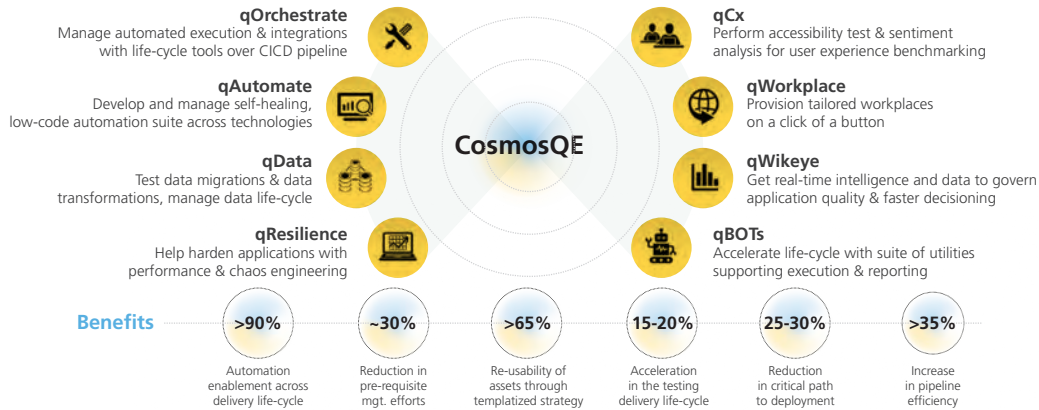 qOrchestrate
Manage automated execution & integrations
with life-cycle tools over CICD pipeline
qAutomate
Develop and manage self-healing,
low-code automation suite across technologies
qData
Test data migrations & data
transformations, manage data life-cycle
qResilience
Help harden applications with
performance & chaos engineering
CosmosQE
qCx
Perform accessibility test & sentiment
analysis for user experience benchmarking
qWorkplace
Provision tailored workplaces
on a click of a button
qWikeye
Get real-time intelligence and data to govern
application quality & faster decisioning
qBOTs
Accelerate life-cycle with suite of utilities
supporting execution & reporting
Benefits
>90%
Automation
enablement across
delivery life-cycle
~30%
Reduction in
pre-requisite
mgt. efforts
>65%
Re-usability of
assets through
templatized strategy
15-20%
Acceleration
in the testing
delivery life-cycle
25-30%
Reduction
in critical path
to deployment
>35%
Increase
in pipeline
efficiency